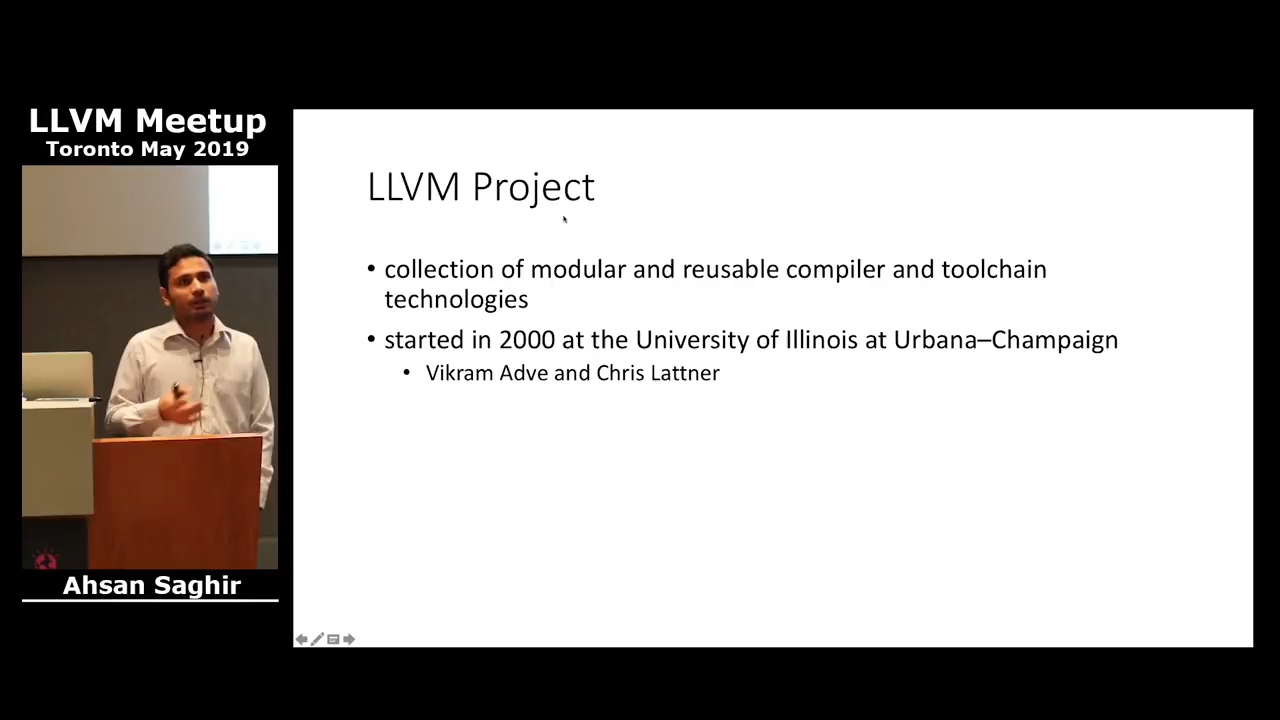 LLVM Meetup
Toronto May 2019
Ahsan Saghir
LLVM Project
• collection of modular and reusable compiler and toolchain
technologies
• started in 2000 at the University of Illinois at Urbana–Champaign
• Vikram Adve and Chris Lattner